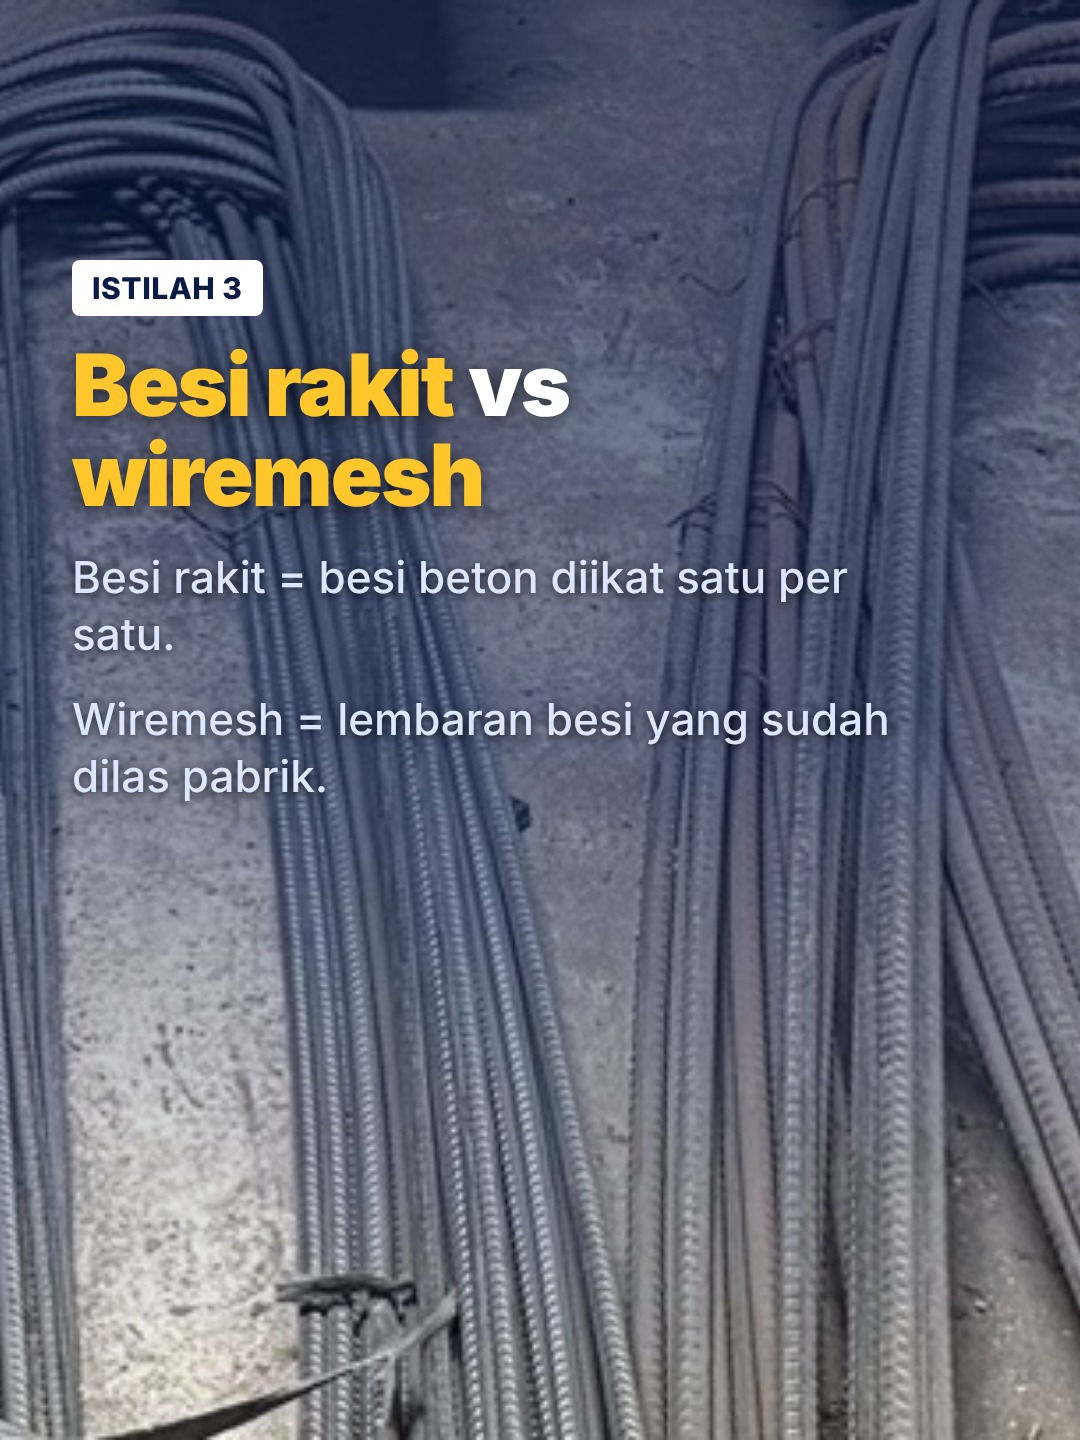 ISTILAH 3
Besi rakit vs
wiremesh
Besi rakit = besi beton diikat satu per
satu.
Wiremesh = lembaran besi yang sudah
dilas pabrik.